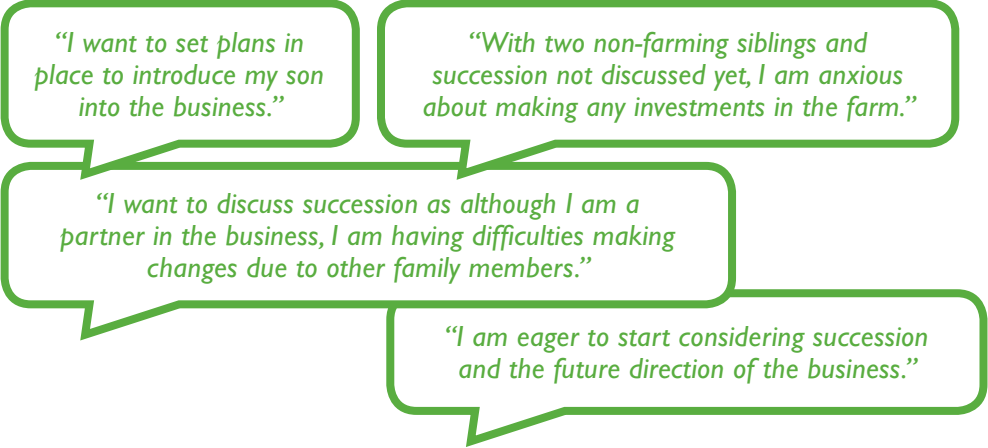 “I want to set plans in
place to introduce my son
into the business.”
“With two non-farming siblings and
succession not discussed yet, I am anxious
about making any investments in the farm.”
“I want to discuss succession as although I am a
partner in the business, I am having difficulties making
changes due to other family members.”
“I am eager to start considering succession
and the future direction of the business.”